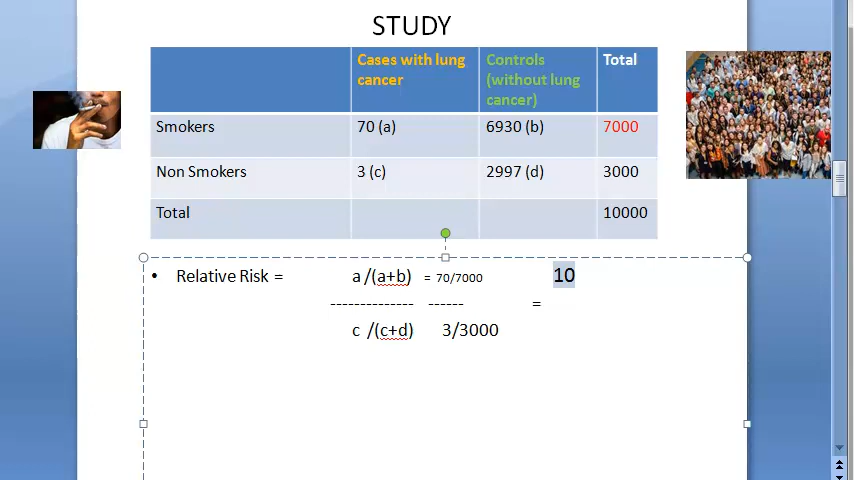 STUDY
Cases with lung cancer Controls (without lung cancer) Total
Smokers 70 (a) 6930 (b) 7000
Non Smokers 3 (c) 2997 (d) 3000
Total 10000
• Relative Risk = a /(a+b) = 70/7000 10
-------------- ------ =
c /(c+d) 3/3000